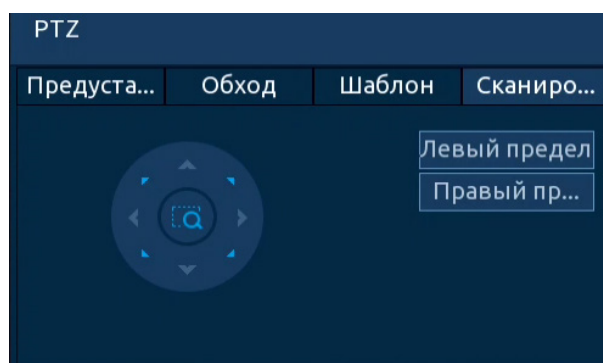 PTZ
Предуста... Обход Шаблон Сканиро...
Левый предел
Правый пр...